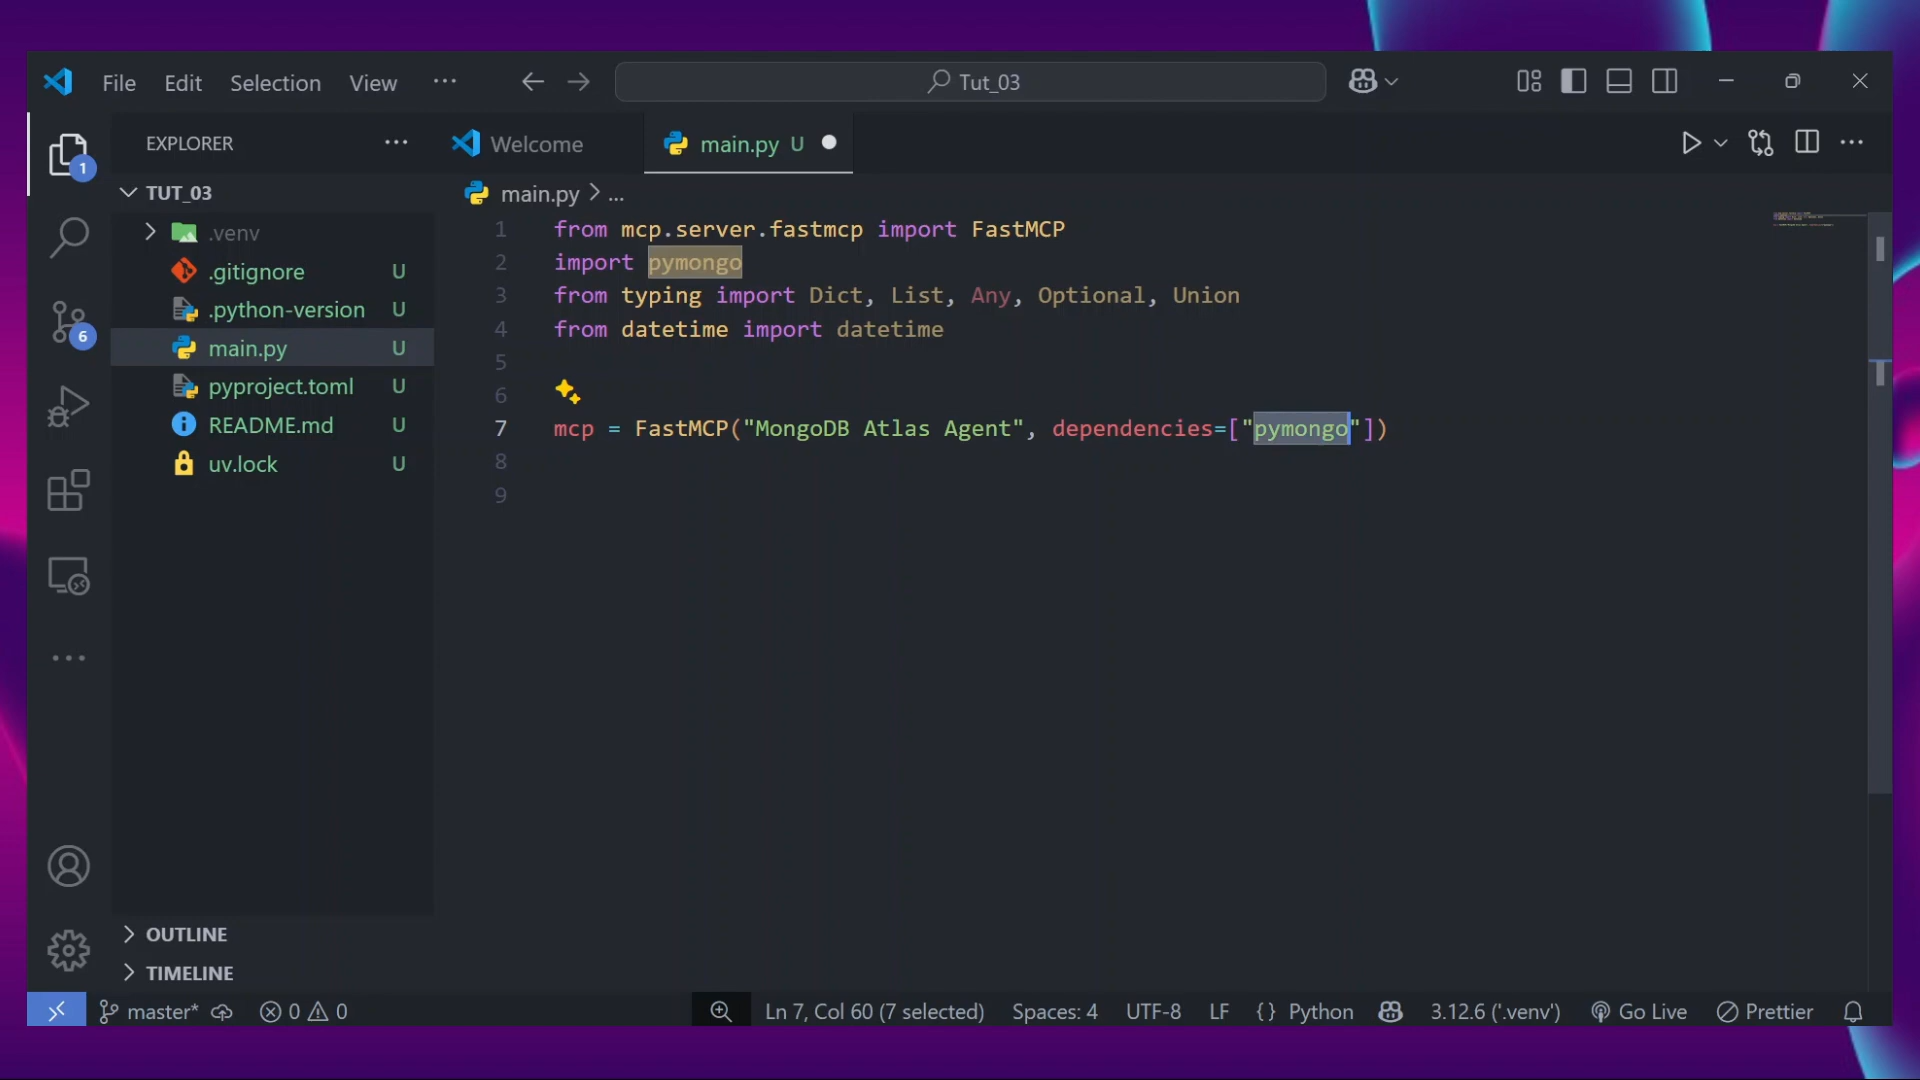 File Edit Selection View ...
Tut_03
EXPLORER
Welcome
main.py U
TUT_03
main.py > ...
.venv
.gitignore U
.python-version U
main.py U
pyproject.toml U
README.md U
uv.lock U
1 from mcp.server.fastmcp import FastMCP
2 import pymongo
3 from typing import Dict, List, Any, Optional, Union
4 from datetime import datetime
5
6
7 mcp = FastMCP("MongoDB Atlas Agent", dependencies=["pymongo"])
8
9
1
6
OUTLINE
TIMELINE
master* 0 0 Ln 7, Col 60 (7 selected) Spaces: 4 UTF-8 LF {} Python 3.12.6 ('.venv') Go Live Prettier